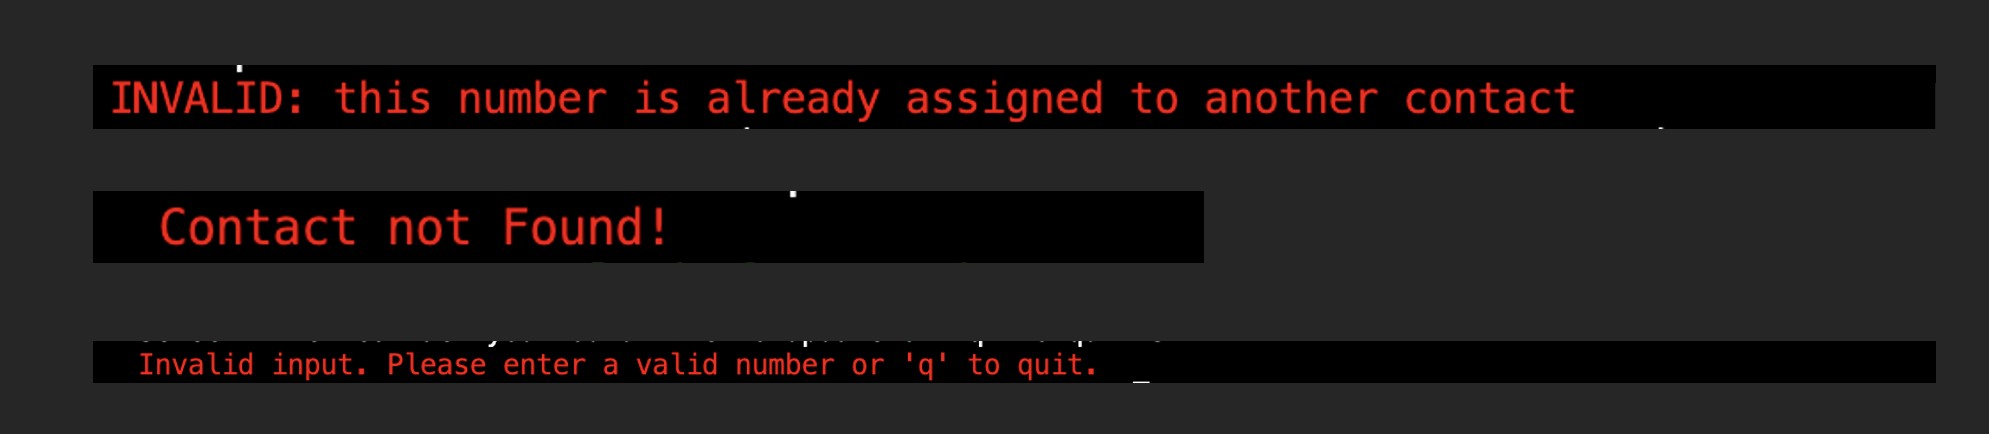 INVALID: this number is already assigned to another contact
Contact not Found!
Invalid input. Please enter a valid number or 'q' to quit.